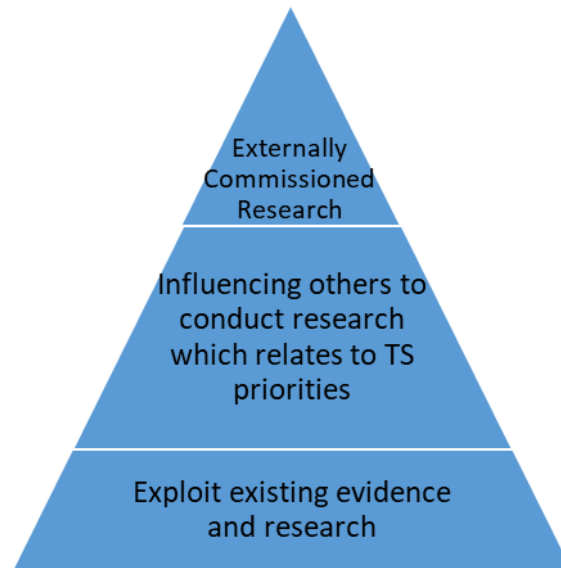 Externally
Commissioned
Research
Influencing others to
conduct research
which relates to TS
priorities
Exploit existing evidence
and research